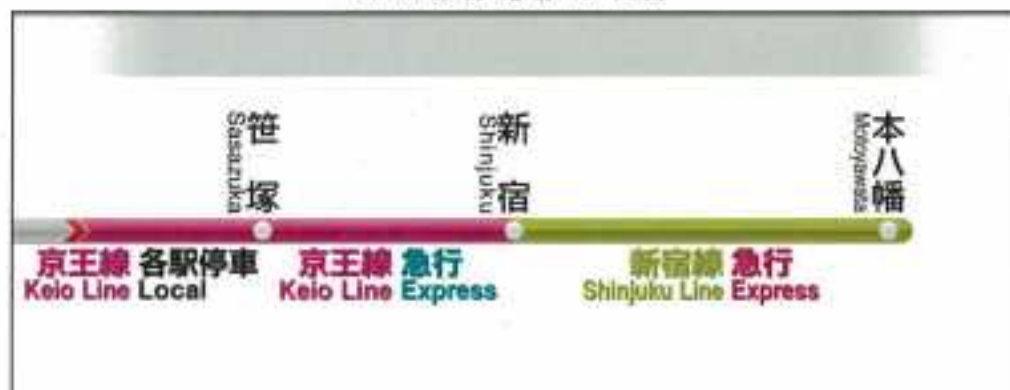 笹塚
Sasazuka
新宿
Shinjuku
本八幡
Motoyawata
京王線 各駅停車
Keio Line Local
京王線 急行
Keio Line Express
新宿線 急行
Shinjuku Line Express